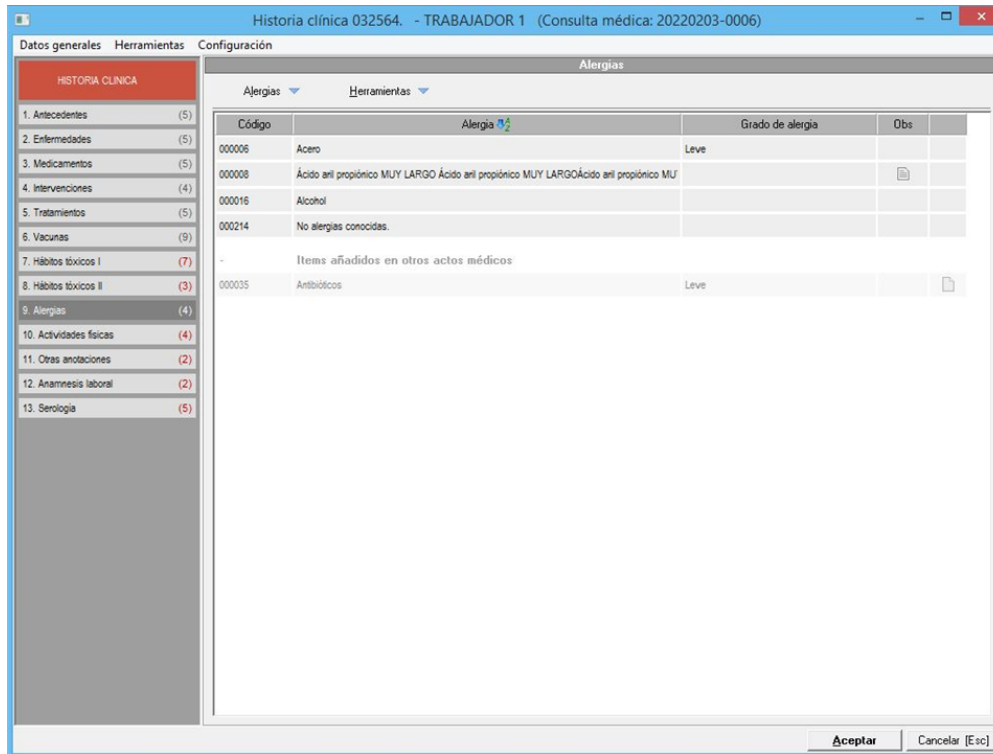 Historia clínica 032564. - TRABAJADOR 1 (Consulta médica: 20220203-0006)
Datos generales Herramientas Configuración
HISTORIA CLINICA
1. Antecedentes (5)
2. Enfermedades (5)
3. Medicamentos (5)
4. Intervenciones (4)
5. Tratamientos (5)
6. Vacunas (9)
7. Hábitos tóxicos I (7)
8. Hábitos tóxicos II (3)
9. Alergias (4)
10. Actividades físicas (4)
11. Otras anotaciones (2)
12. Anamnesis laboral (2)
13. Serología (5)
Alergias
Alergias Herramientas
Código Alergia Grado de alergia Obs
000006 Acero Leve
000008 Ácido aril propiónico MUY LARGO Ácido aril propiónico MUY LARGOÁcido aril propiónico MU
000016 Alcohol
000214 No alergias conocidas.
- Items añadidos en otros actos médicos
000035 Antibióticos Leve
Aceptar Cancelar [Esc]